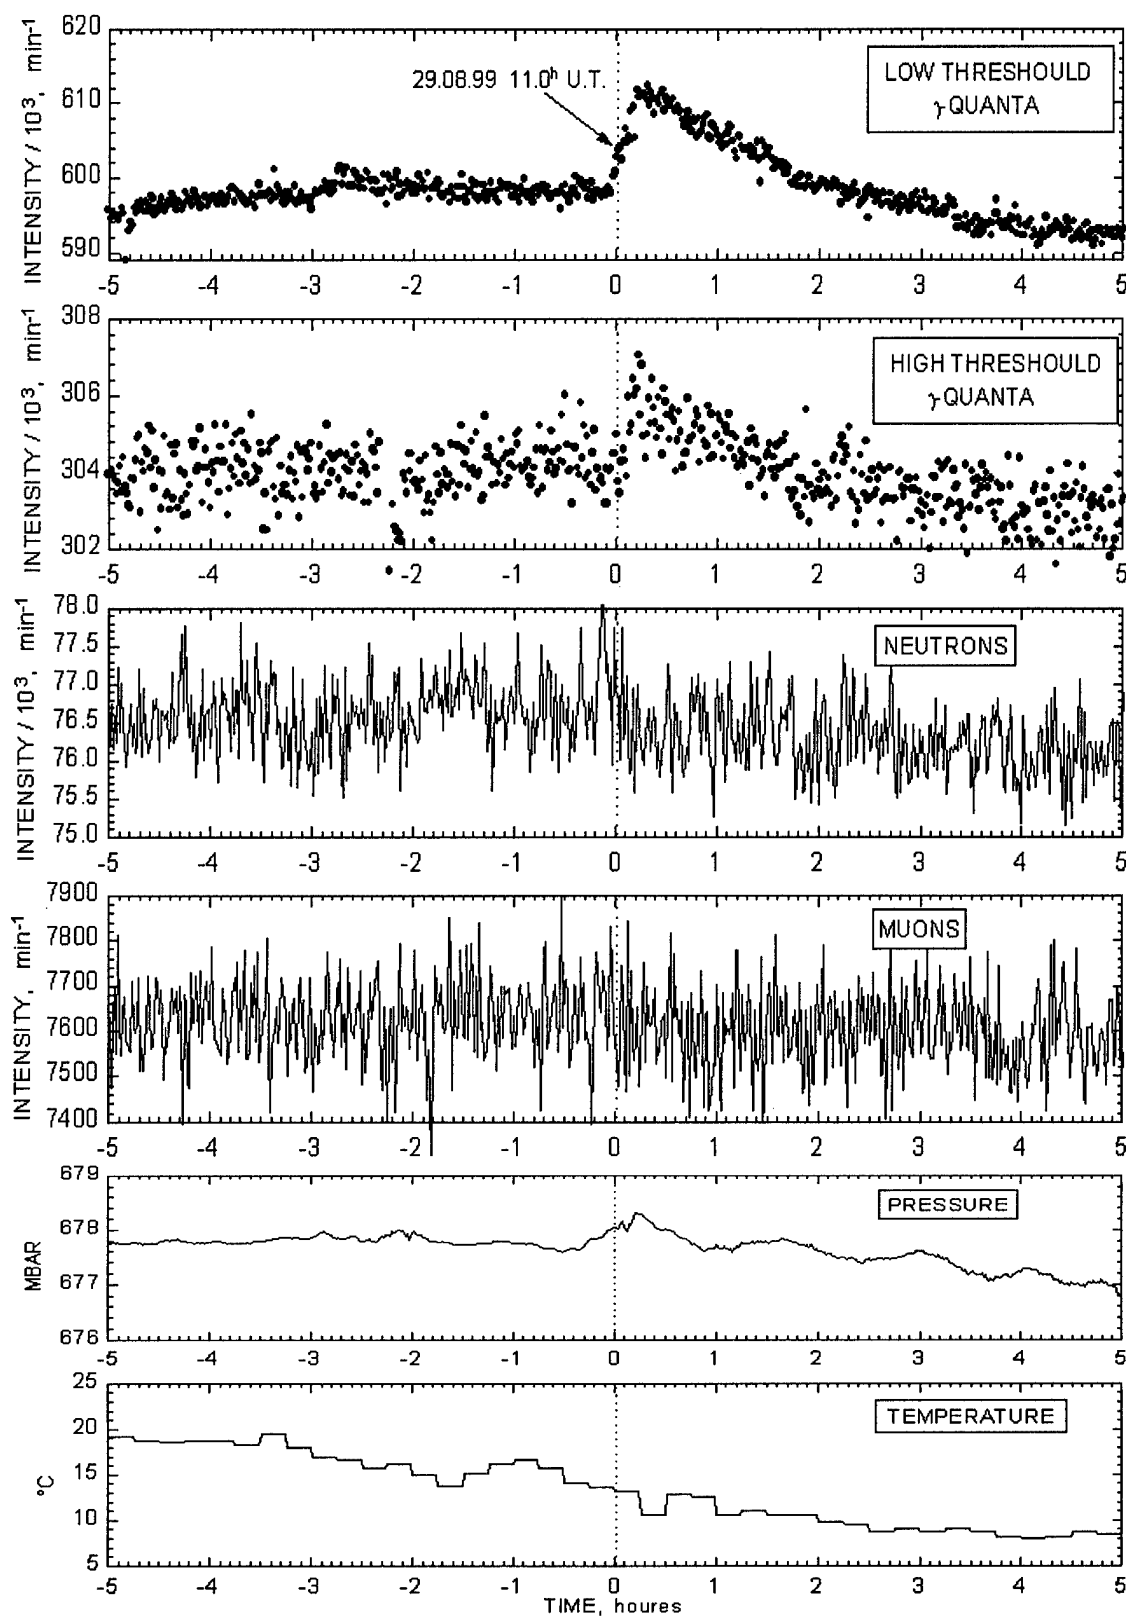 INTENSITY / 10³, min⁻¹
620
610
600
590
29.08.99 11.0ʰ U.T.
LOW THRESHOULD
γ QUANTA
-5 -4 -3 -2 -1 0 1 2 3 4 5
INTENSITY / 10³, min⁻¹
308
306
304
302
HIGH THRESHOULD
γ QUANTA
-5 -4 -3 -2 -1 0 1 2 3 4 5
INTENSITY / 10³, min⁻¹
78.0
77.5
77.0
76.5
76.0
75.5
75.0
NEUTRONS
-5 -4 -3 -2 -1 0 1 2 3 4 5
INTENSITY, min⁻¹
7900
7800
7700
7600
7500
7400
MUONS
-5 -4 -3 -2 -1 0 1 2 3 4 5
MBAR
679
678
677
676
PRESSURE
-5 -4 -3 -2 -1 0 1 2 3 4 5
°C
25
20
15
10
5
TEMPERATURE
-5 -4 -3 -2 -1 0 1 2 3 4 5
TIME, houres